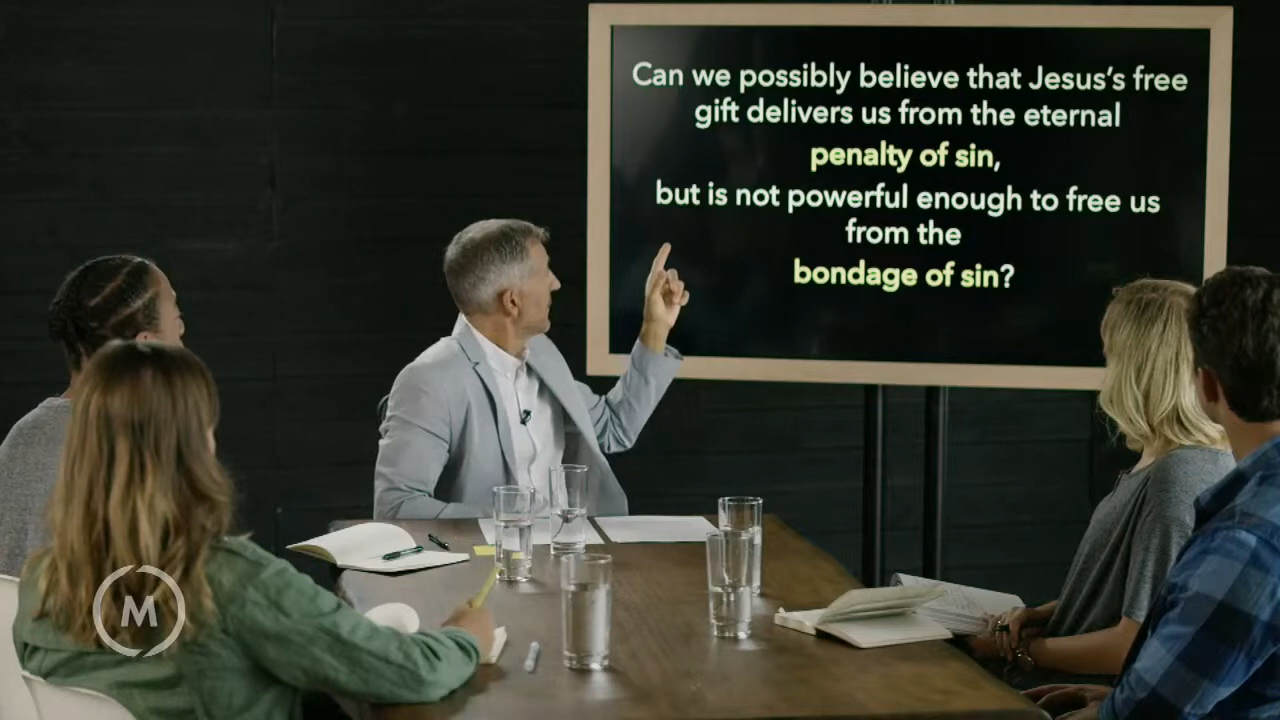 Can we possibly believe that Jesus's free
gift delivers us from the eternal
penalty of sin,
but is not powerful enough to free us
from the
bondage of sin?
M